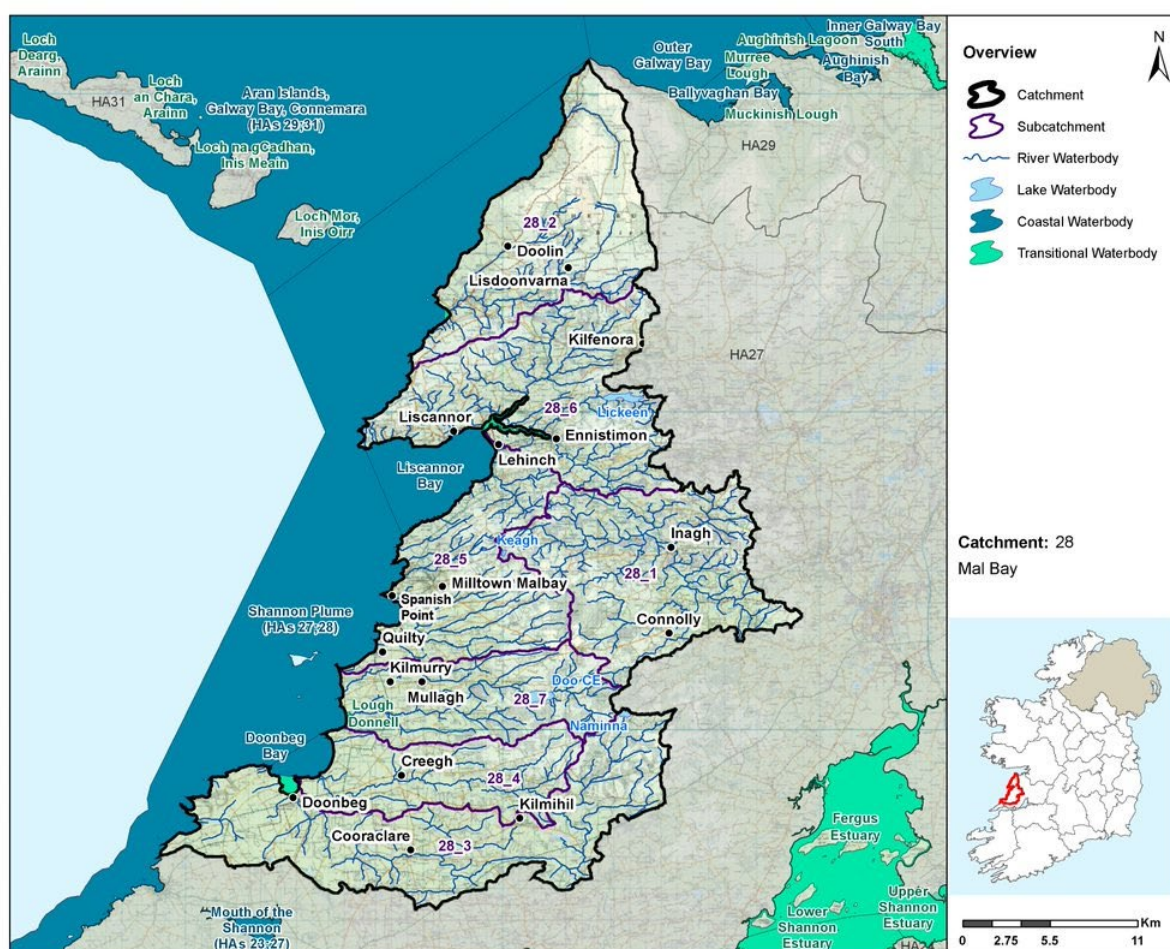 Loch
Dearg,
Arainn
HA31
Loch
an Chara,
Arainn
Aran Islands,
Galway Bay, Connemara
(HAs 29;31)
Loch na gCadhan,
Inis Meain
Loch Mor,
Inis Oirr
Outer
Galway Bay
Inner Galway Bay
South
Aughinish Lagoon
Murree
Lough
Aughinish
Bay
Ballyvaghan Bay
Muckinish Lough
HA29
28_2
Doolin
Lisdoonvarna
Kilfenora
HA27
Liscannor
28_6
Lickeen
Ennistimon
Lehinch
Liscannor
Bay
Keagh
Inagh
28_5
28_1
Milltown Malbay
Spanish
Point
Shannon Plume
(HAs 27;28)
Connolly
Quilty
Kilmurry
Doo CE
Mullagh
28_7
Lough
Donnell
Naminna
Doonbeg
Bay
Creegh
28_4
Doonbeg
Kilmihil
Cooraclare
28_3
Fergus
Estuary
Mouth of the
Shannon
(HAs 23;27)
Lower
Shannon
Estuary
Upper
Shannon
Estuary
HA24
Overview
N
Catchment
Subcatchment
River Waterbody
Lake Waterbody
Coastal Waterbody
Transitional Waterbody
Catchment: 28
Mal Bay
Km
0 2.75 5.5 11